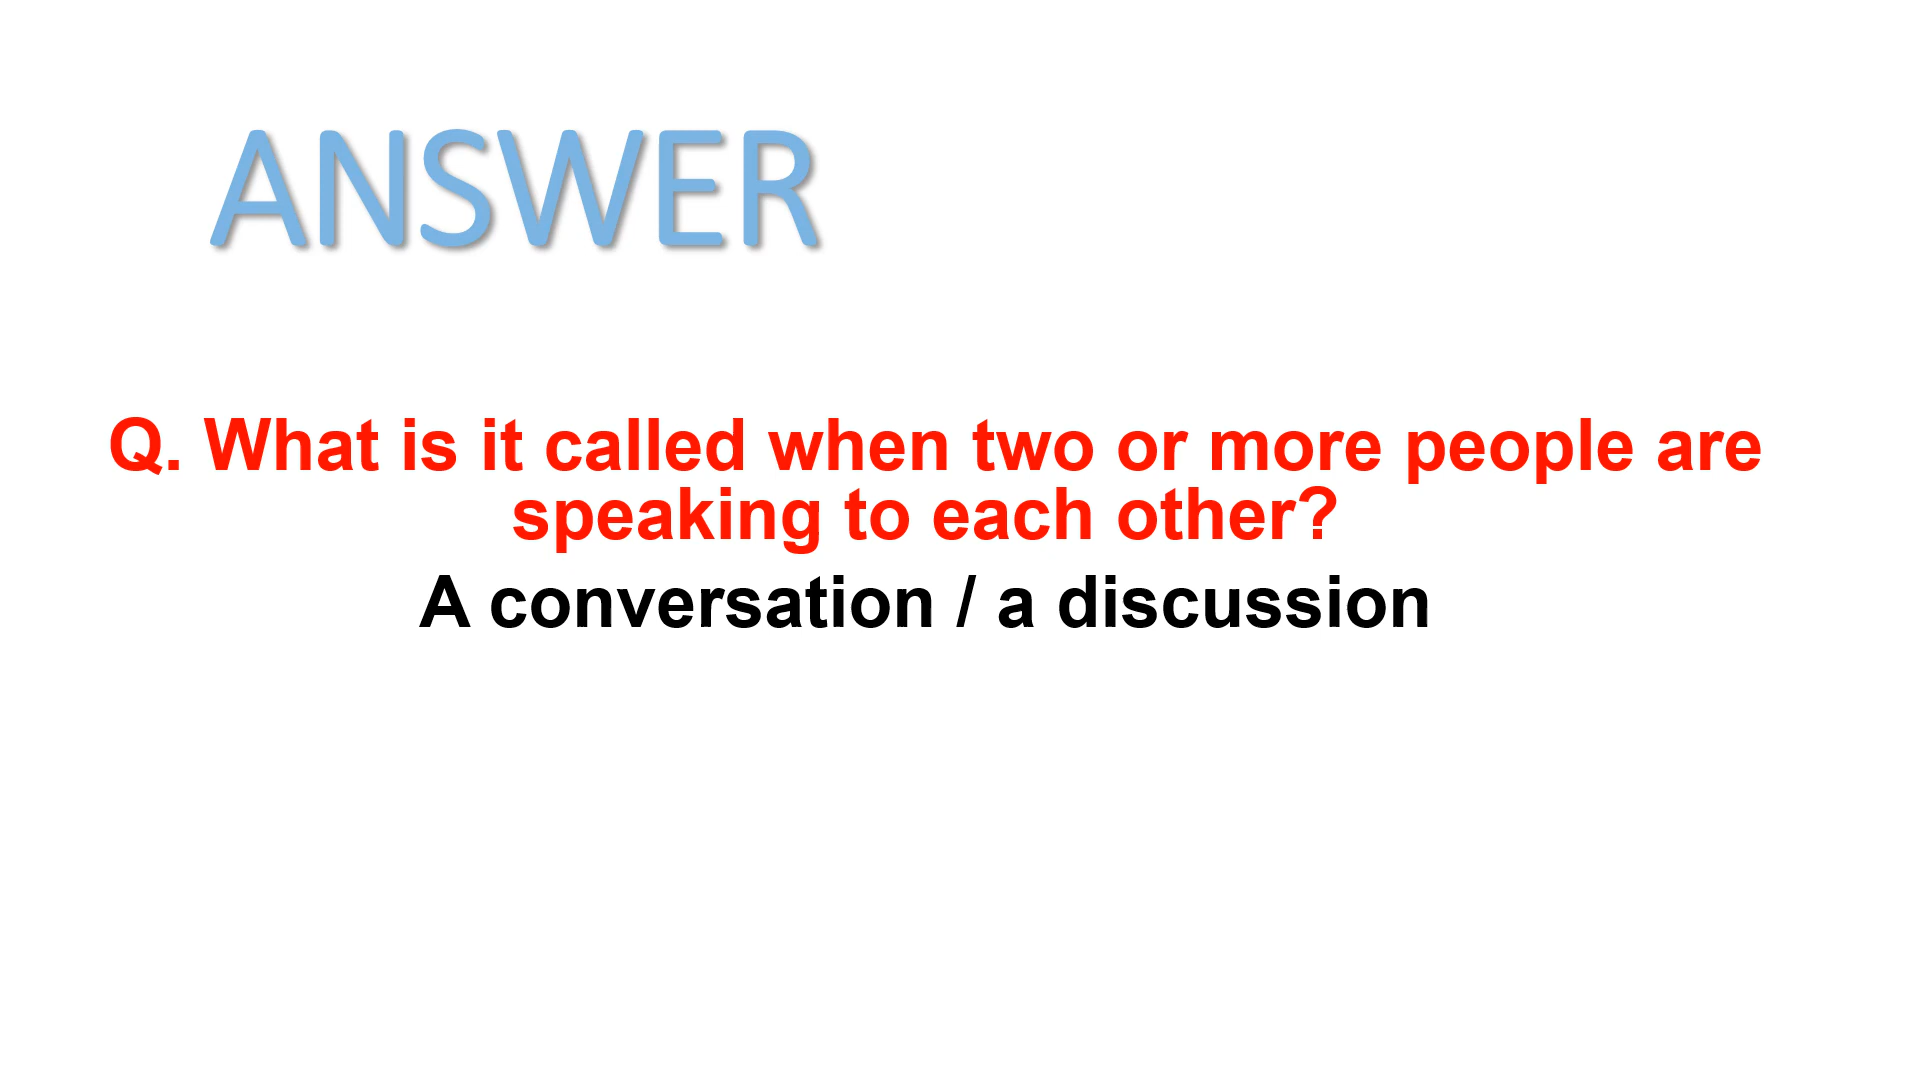 ANSWER
Q. What is it called when two or more people are
speaking to each other?
A conversation / a discussion